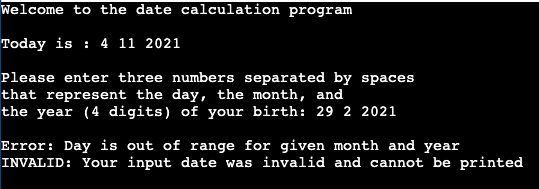 Welcome to the date calculation program
Today is : 4 11 2021
Please enter three numbers separated by spaces
that represent the day, the month, and
the year (4 digits) of your birth: 29 2 2021
Error: Day is out of range for given month and year
INVALID: Your input date was invalid and cannot be printed